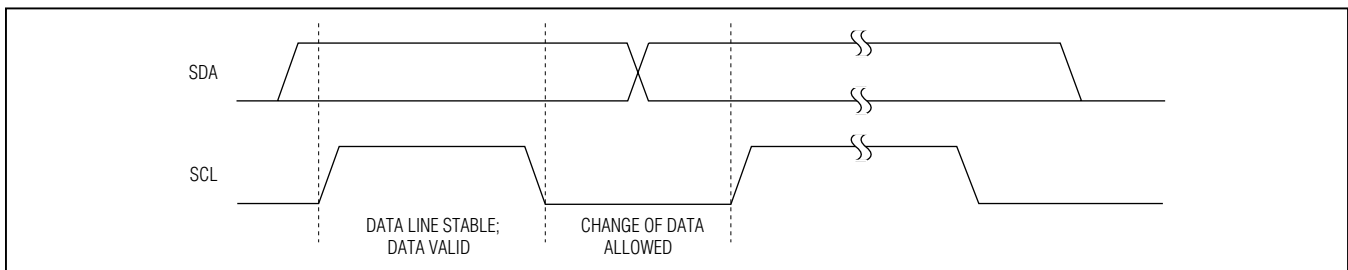 SDA
SCL
DATA LINE STABLE;
DATA VALID
CHANGE OF DATA
ALLOWED